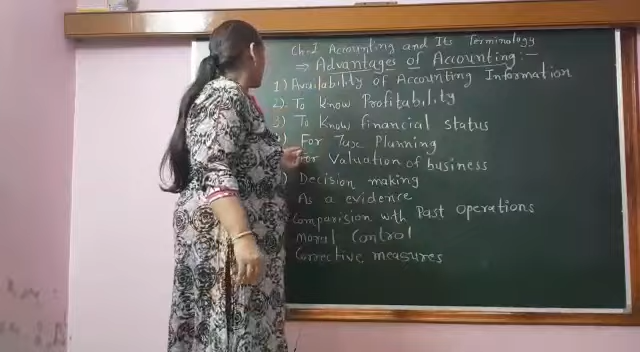 Ch-1 Accounting and Its Terminology
⇒ Advantages of Accounting:-
1) Availability of Accounting Information
2) To know Profitability
3) To Know financial status
) For Tax Planning
For Valuation of business
) Decision making
As a evidence
Comparision with Past Operations
Moral Control
Corrective measures